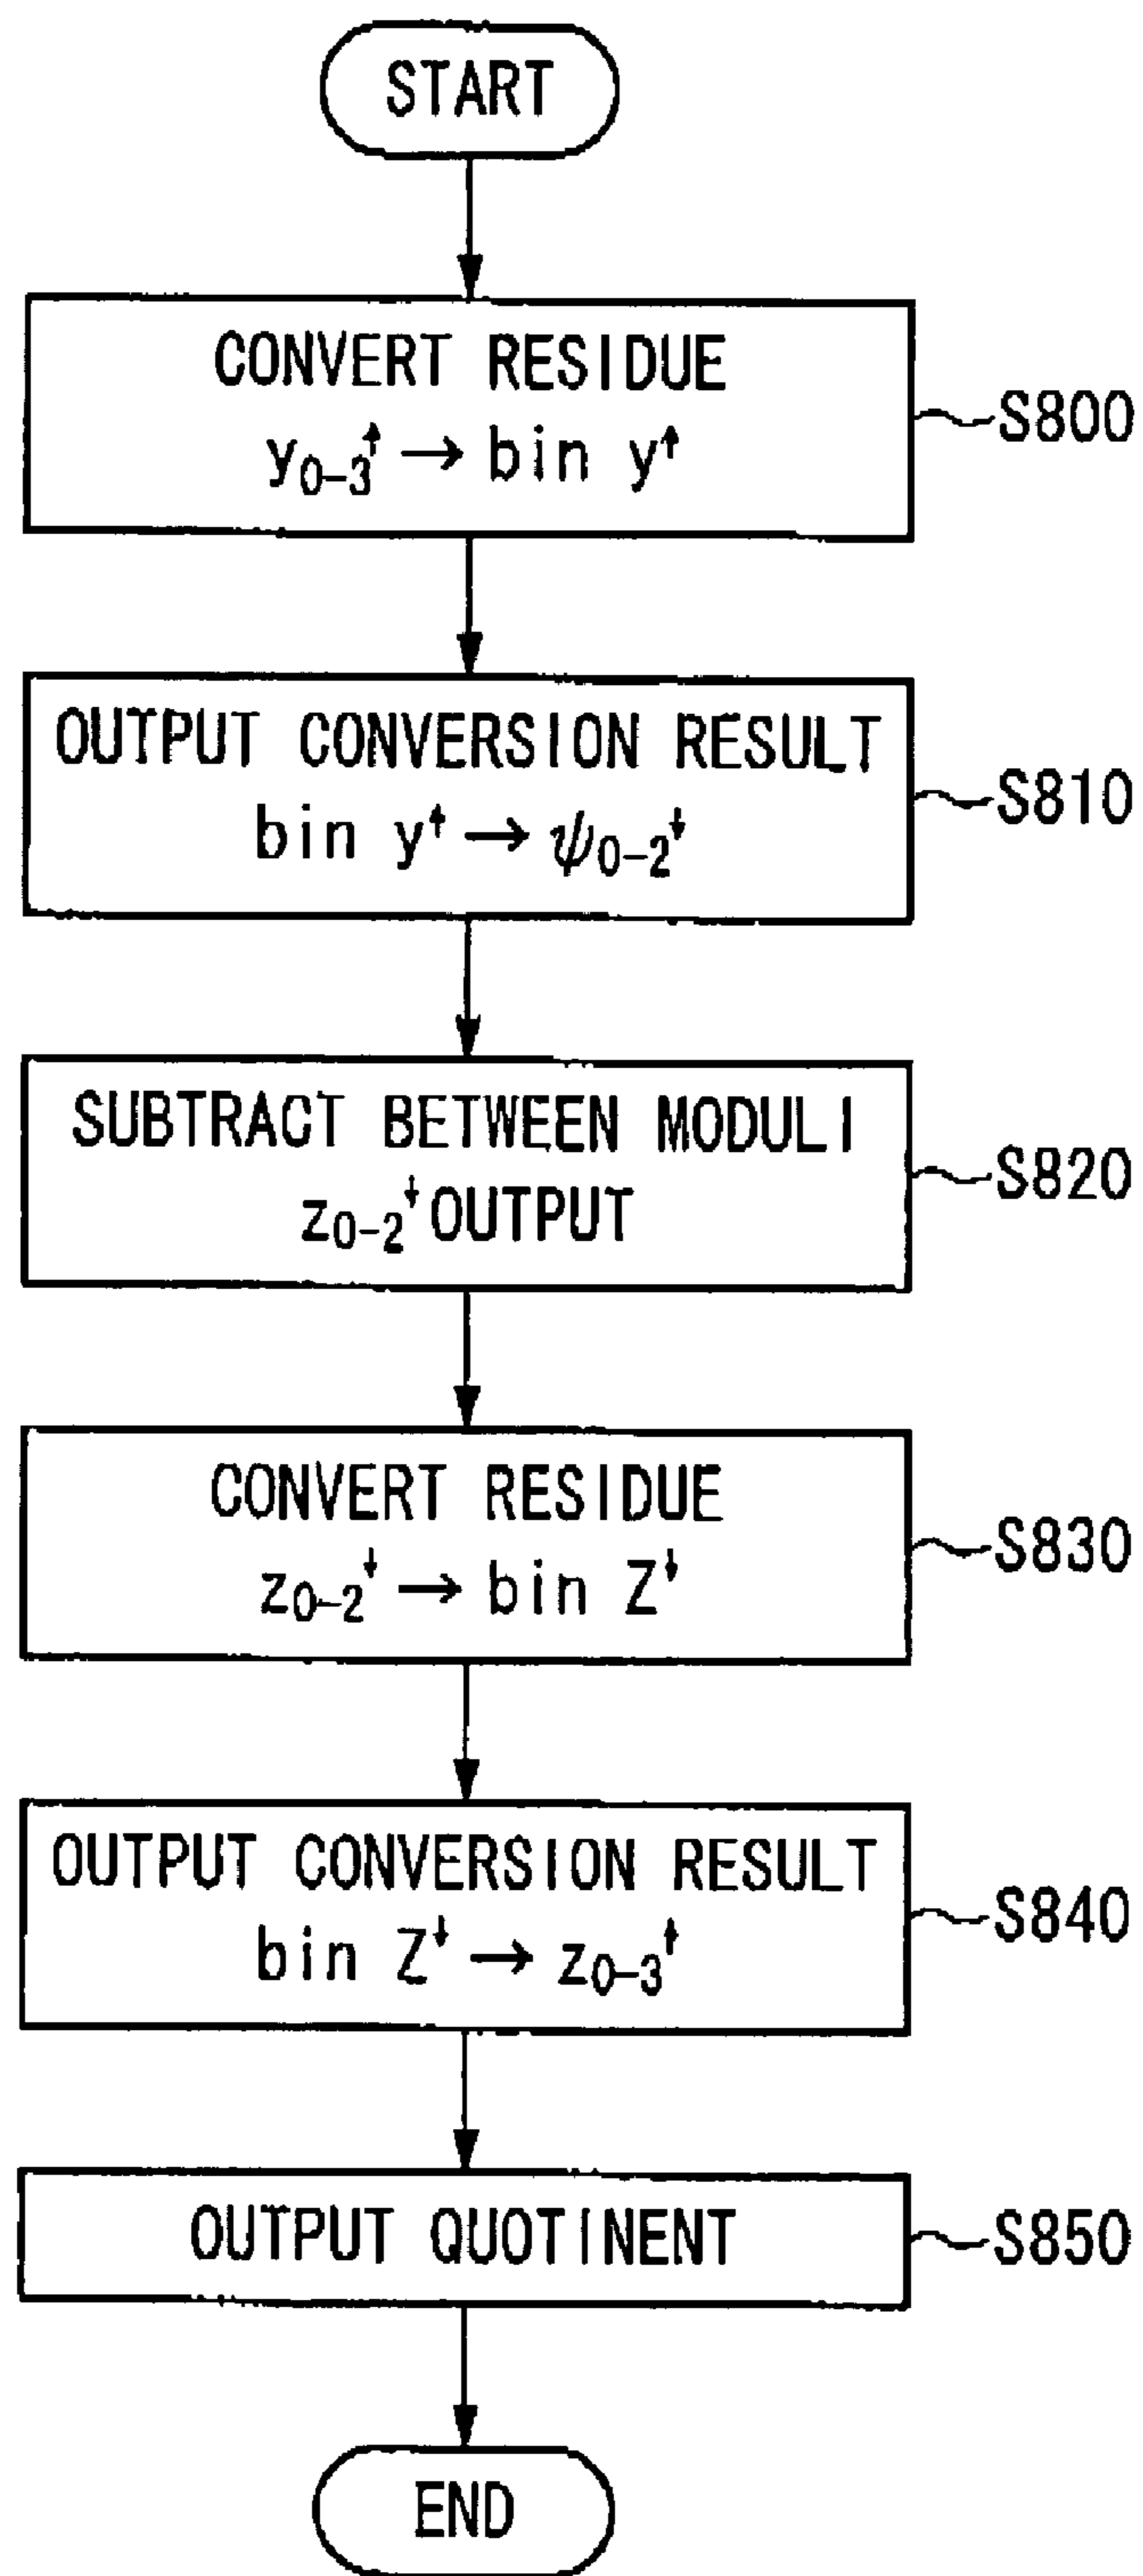 START
CONVERT RESIDUE
y₀₋₃↑ → bin y↑
S800
OUTPUT CONVERSION RESULT
bin y↑ → ψ₀₋₂↓
S810
SUBTRACT BETWEEN MODULI
z₀₋₂↓ OUTPUT
S820
CONVERT RESIDUE
z₀₋₂↓ → bin Z↓
S830
OUTPUT CONVERSION RESULT
bin Z↓ → z₀₋₃↑
S840
OUTPUT QUOTINENT
S850
END